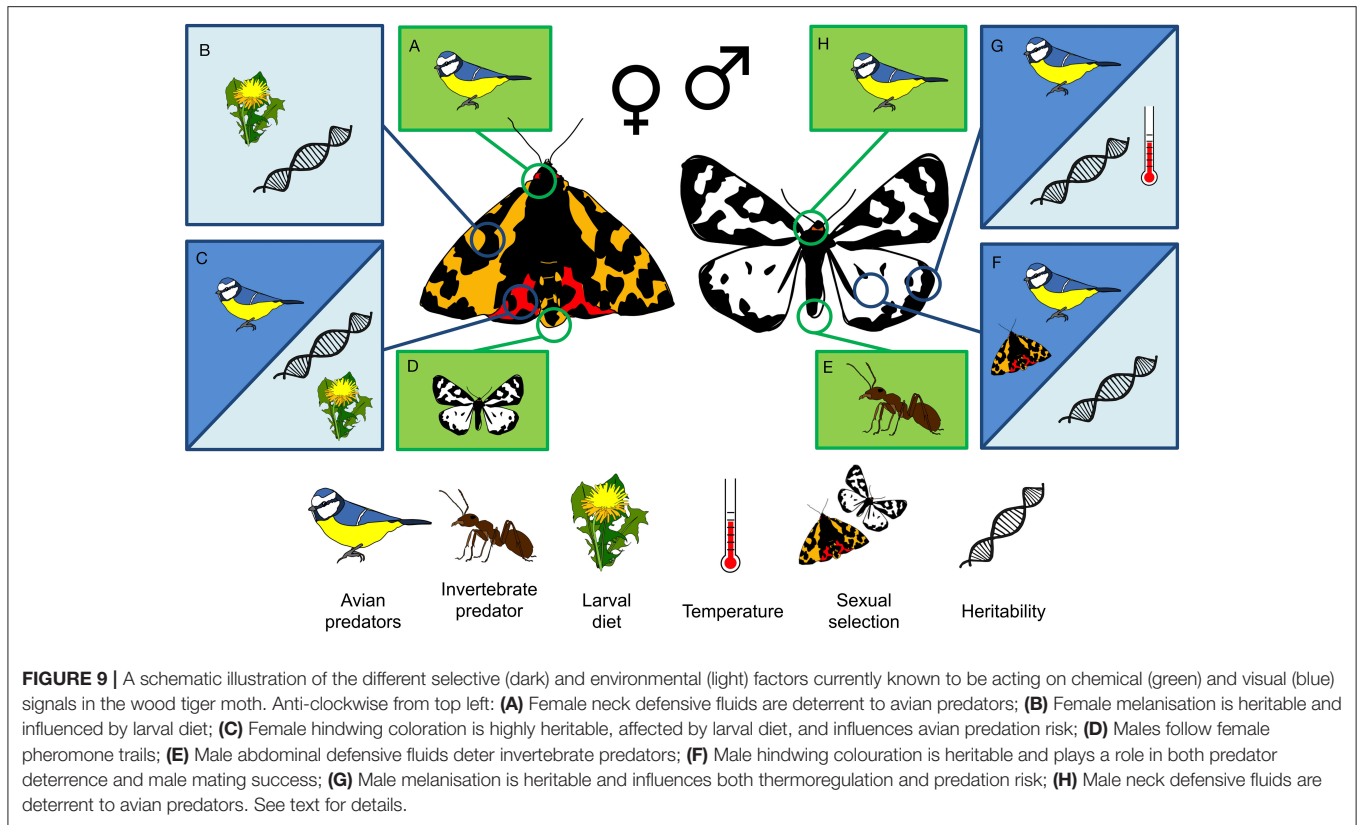 B
A
H
G
♀ ♂
C
F
D
E
Avian
predators
Invertebrate
predator
Larval
diet
Temperature
Sexual
selection
Heritability
FIGURE 9 | A schematic illustration of the different selective (dark) and environmental (light) factors currently known to be acting on chemical (green) and visual (blue)
signals in the wood tiger moth. Anti-clockwise from top left: (A) Female neck defensive fluids are deterrent to avian predators; (B) Female melanisation is heritable and
influenced by larval diet; (C) Female hindwing coloration is highly heritable, affected by larval diet, and influences avian predation risk; (D) Males follow female
pheromone trails; (E) Male abdominal defensive fluids deter invertebrate predators; (F) Male hindwing colouration is heritable and plays a role in both predator
deterrence and male mating success; (G) Male melanisation is heritable and influences both thermoregulation and predation risk; (H) Male neck defensive fluids are
deterrent to avian predators. See text for details.